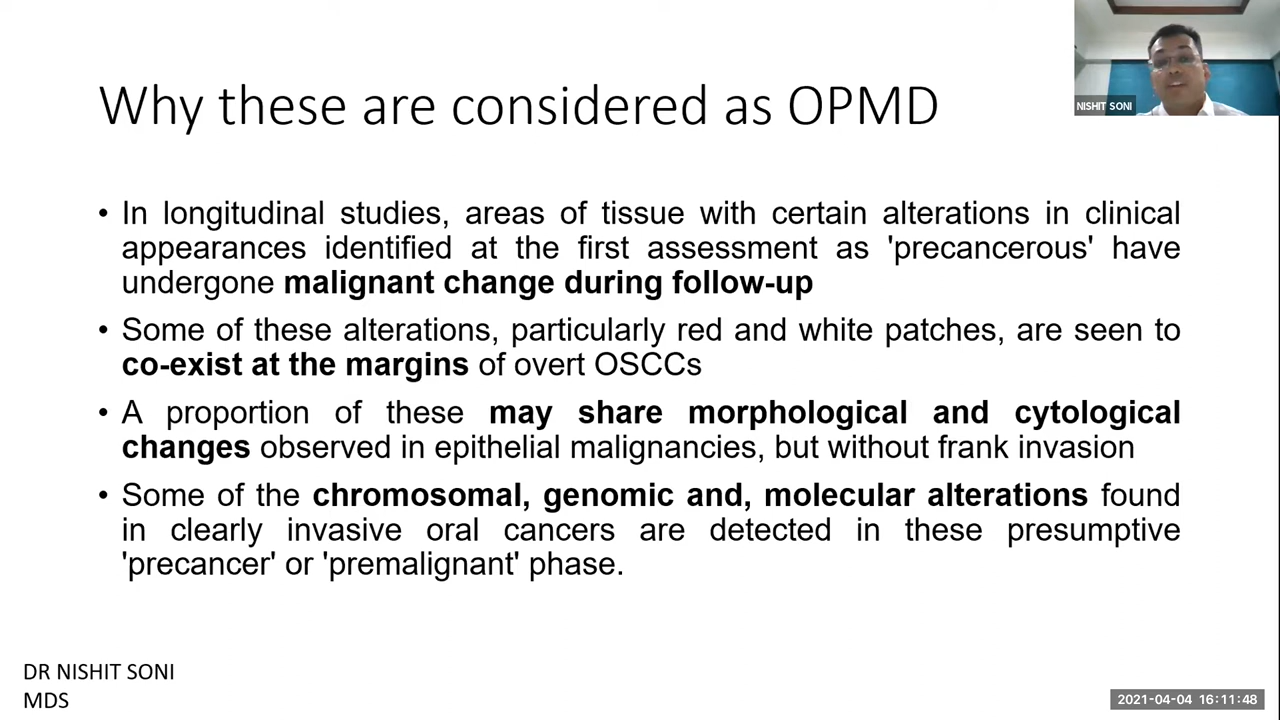 Why these are considered as OPMD
NISHIT SONI
• In longitudinal studies, areas of tissue with certain alterations in clinical
appearances identified at the first assessment as 'precancerous' have
undergone malignant change during follow-up
• Some of these alterations, particularly red and white patches, are seen to
co-exist at the margins of overt OSCCs
• A proportion of these may share morphological and cytological
changes observed in epithelial malignancies, but without frank invasion
• Some of the chromosomal, genomic and, molecular alterations found
in clearly invasive oral cancers are detected in these presumptive
'precancer' or 'premalignant' phase.
DR NISHIT SONI
MDS
2021-04-04 16:11:48